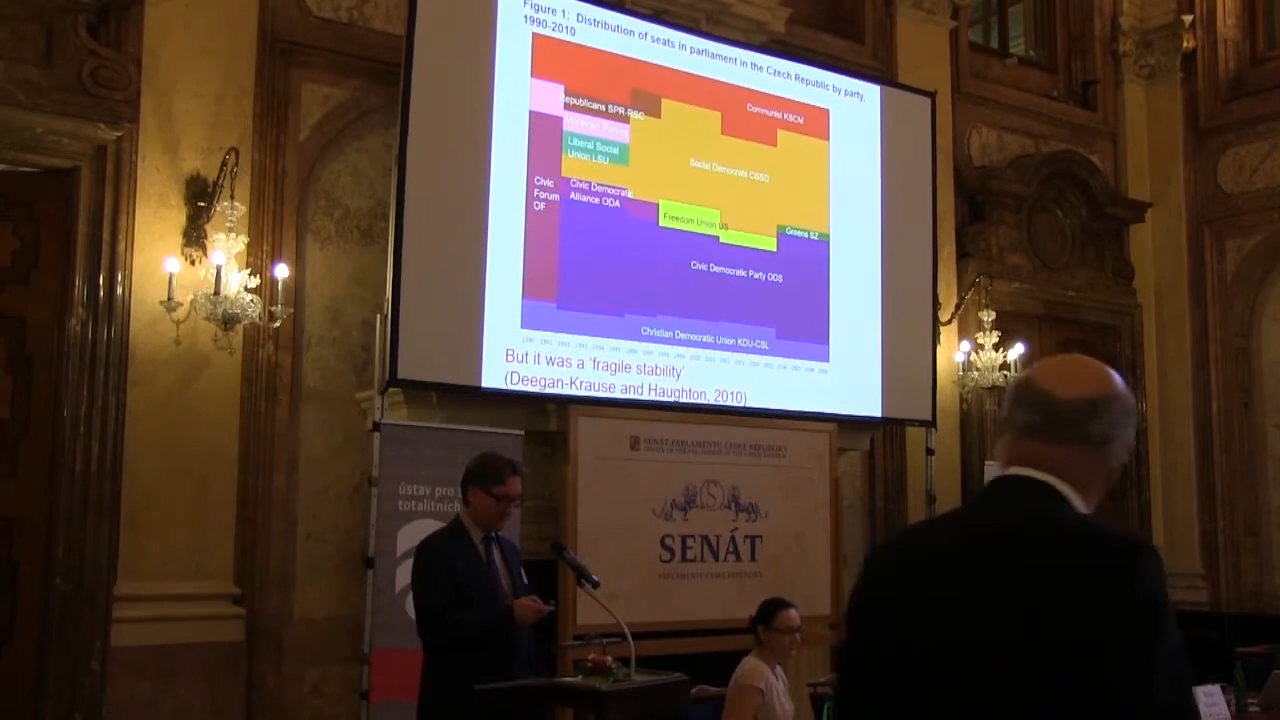 Figure 1: Distribution of seats in parliament in the Czech Republic by party,
1990-2010
Communist KSCM
Republicans SPR-RSC
Liberal Social
Union LSU
Social Democrats CSSD
Civic
Forum
OF
Civic Democratic
Alliance ODA
Freedom Union US
Greens SZ
Civic Democratic Party ODS
Christian Democratic Union KDU-CSL
But it was a 'fragile stability'
(Deegan-Krause and Haughton, 2010)
ústav pro
totalitních
SENÁT PARLAMENTU ČESKÉ REPUBLIKY
SENÁT
PARLAMENTU ČESKÉ REPUBLIKY